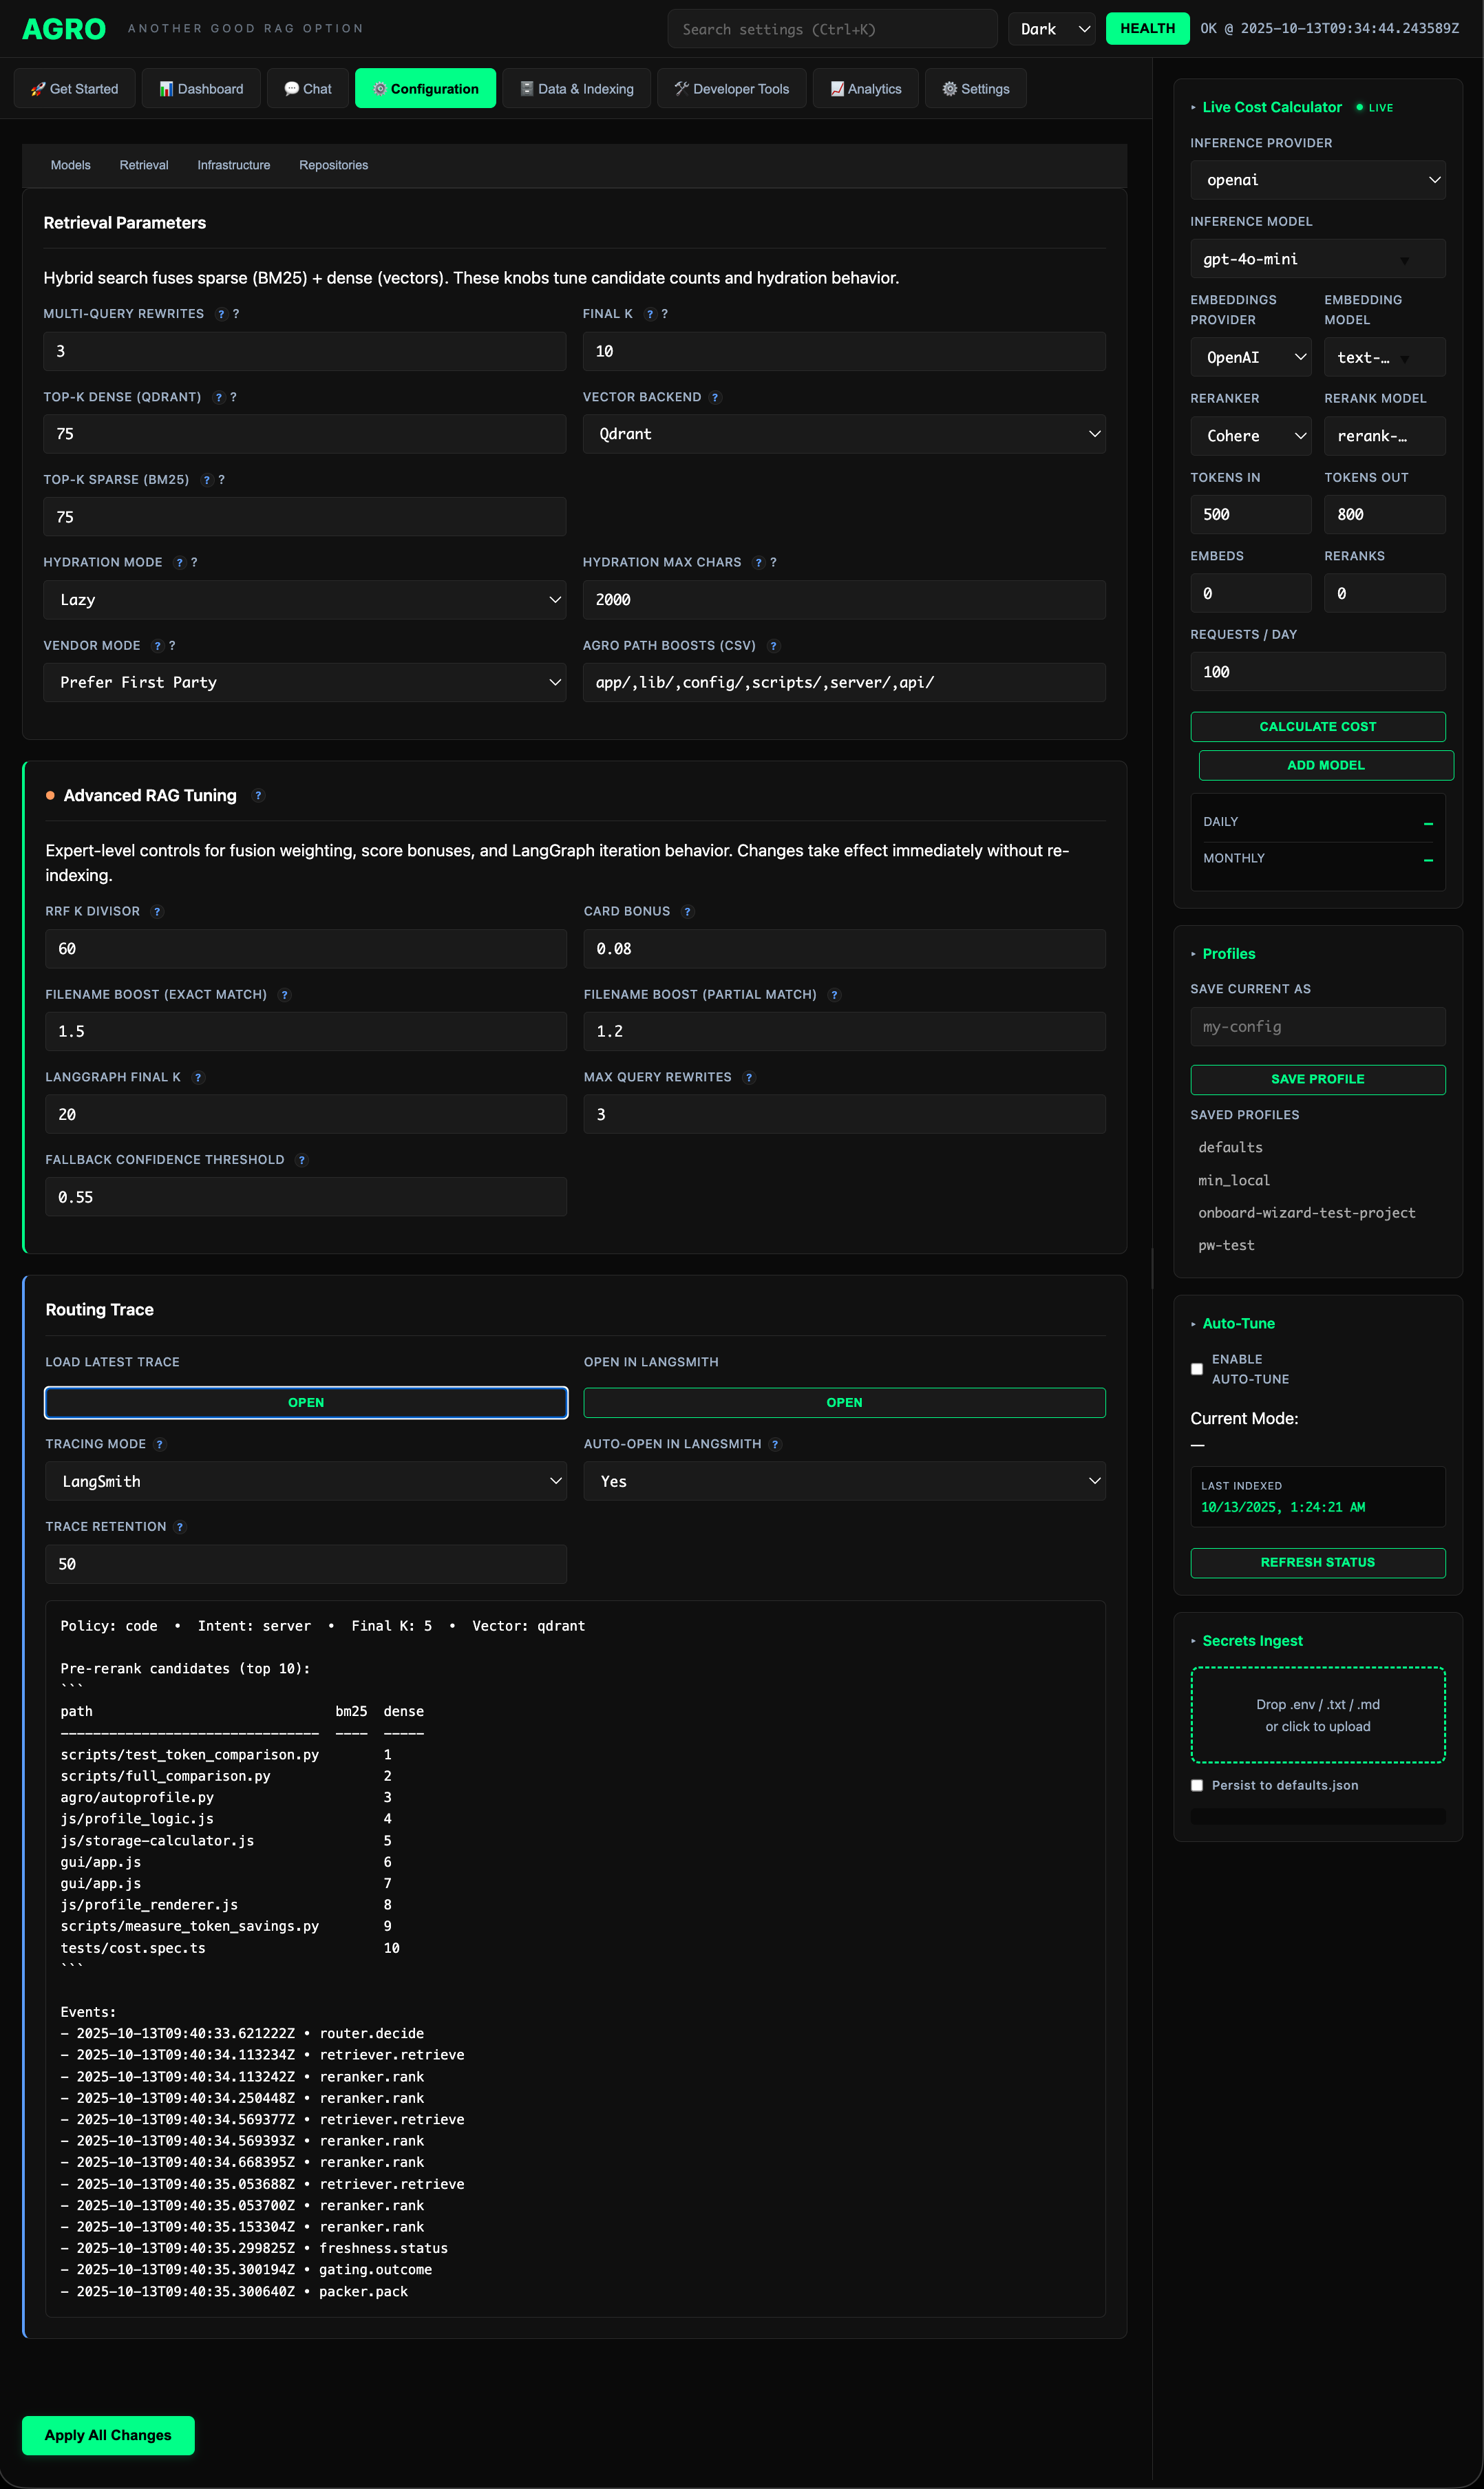 AGRO ANOTHER GOOD RAG OPTION Search settings (Ctrl+K) Dark HEALTH OK @ 2025-10-13T09:34:44.243589Z
🚀 Get Started 📊 Dashboard 💬 Chat ⚙️ Configuration 🗄️ Data & Indexing 🛠️ Developer Tools 📈 Analytics ⚙️ Settings
Models Retrieval Infrastructure Repositories
Retrieval Parameters
Hybrid search fuses sparse (BM25) + dense (vectors). These knobs tune candidate counts and hydration behavior.
MULTI-QUERY REWRITES ? ? FINAL K ? ?
3 10
TOP-K DENSE (QDRANT) ? ? VECTOR BACKEND ?
75 Qdrant
TOP-K SPARSE (BM25) ? ?
75
HYDRATION MODE ? ? HYDRATION MAX CHARS ? ?
Lazy 2000
VENDOR MODE ? ? AGRO PATH BOOSTS (CSV) ?
Prefer First Party app/,lib/,config/,scripts/,server/,api/
Advanced RAG Tuning ?
Expert-level controls for fusion weighting, score bonuses, and LangGraph iteration behavior. Changes take effect immediately without re-
indexing.
RRF K DIVISOR ? CARD BONUS ?
60 0.08
FILENAME BOOST (EXACT MATCH) ? FILENAME BOOST (PARTIAL MATCH) ?
1.5 1.2
LANGGRAPH FINAL K ? MAX QUERY REWRITES ?
20 3
FALLBACK CONFIDENCE THRESHOLD ?
0.55
Routing Trace
LOAD LATEST TRACE OPEN IN LANGSMITH
OPEN OPEN
TRACING MODE ? AUTO-OPEN IN LANGSMITH ?
LangSmith Yes
TRACE RETENTION ?
50
Policy: code • Intent: server • Final K: 5 • Vector: qdrant
Pre-rerank candidates (top 10):
```
path bm25 dense
-------------------------------- ---- -----
scripts/test_token_comparison.py 1
scripts/full_comparison.py 2
agro/autoprofile.py 3
js/profile_logic.js 4
js/storage-calculator.js 5
gui/app.js 6
gui/app.js 7
js/profile_renderer.js 8
scripts/measure_token_savings.py 9
tests/cost.spec.ts 10
```
Events:
- 2025-10-13T09:40:33.621222Z • router.decide
- 2025-10-13T09:40:34.113234Z • retriever.retrieve
- 2025-10-13T09:40:34.113242Z • reranker.rank
- 2025-10-13T09:40:34.250448Z • reranker.rank
- 2025-10-13T09:40:34.569377Z • retriever.retrieve
- 2025-10-13T09:40:34.569393Z • reranker.rank
- 2025-10-13T09:40:34.668395Z • reranker.rank
- 2025-10-13T09:40:35.053688Z • retriever.retrieve
- 2025-10-13T09:40:35.053700Z • reranker.rank
- 2025-10-13T09:40:35.153304Z • reranker.rank
- 2025-10-13T09:40:35.299825Z • freshness.status
- 2025-10-13T09:40:35.300194Z • gating.outcome
- 2025-10-13T09:40:35.300640Z • packer.pack
Apply All Changes
Live Cost Calculator LIVE
INFERENCE PROVIDER
openai
INFERENCE MODEL
gpt-4o-mini
EMBEDDINGS PROVIDER EMBEDDING MODEL
OpenAI text-…
RERANKER RERANK MODEL
Cohere rerank-…
TOKENS IN TOKENS OUT
500 800
EMBEDS RERANKS
0 0
REQUESTS / DAY
100
CALCULATE COST
ADD MODEL
DAILY —
MONTHLY —
Profiles
SAVE CURRENT AS
my-config
SAVE PROFILE
SAVED PROFILES
defaults
min_local
onboard-wizard-test-project
pw-test
Auto-Tune
ENABLE
AUTO-TUNE
Current Mode:
—
LAST INDEXED
10/13/2025, 1:24:21 AM
REFRESH STATUS
Secrets Ingest
Drop .env / .txt / .md
or click to upload
Persist to defaults.json